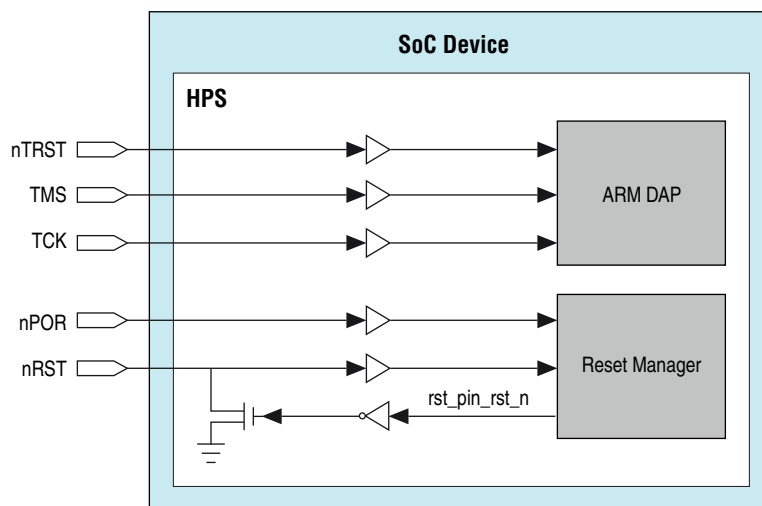 SoC Device
HPS
nTRST
TMS
TCK
ARM DAP
nPOR
nRST
Reset Manager
rst_pin_rst_n